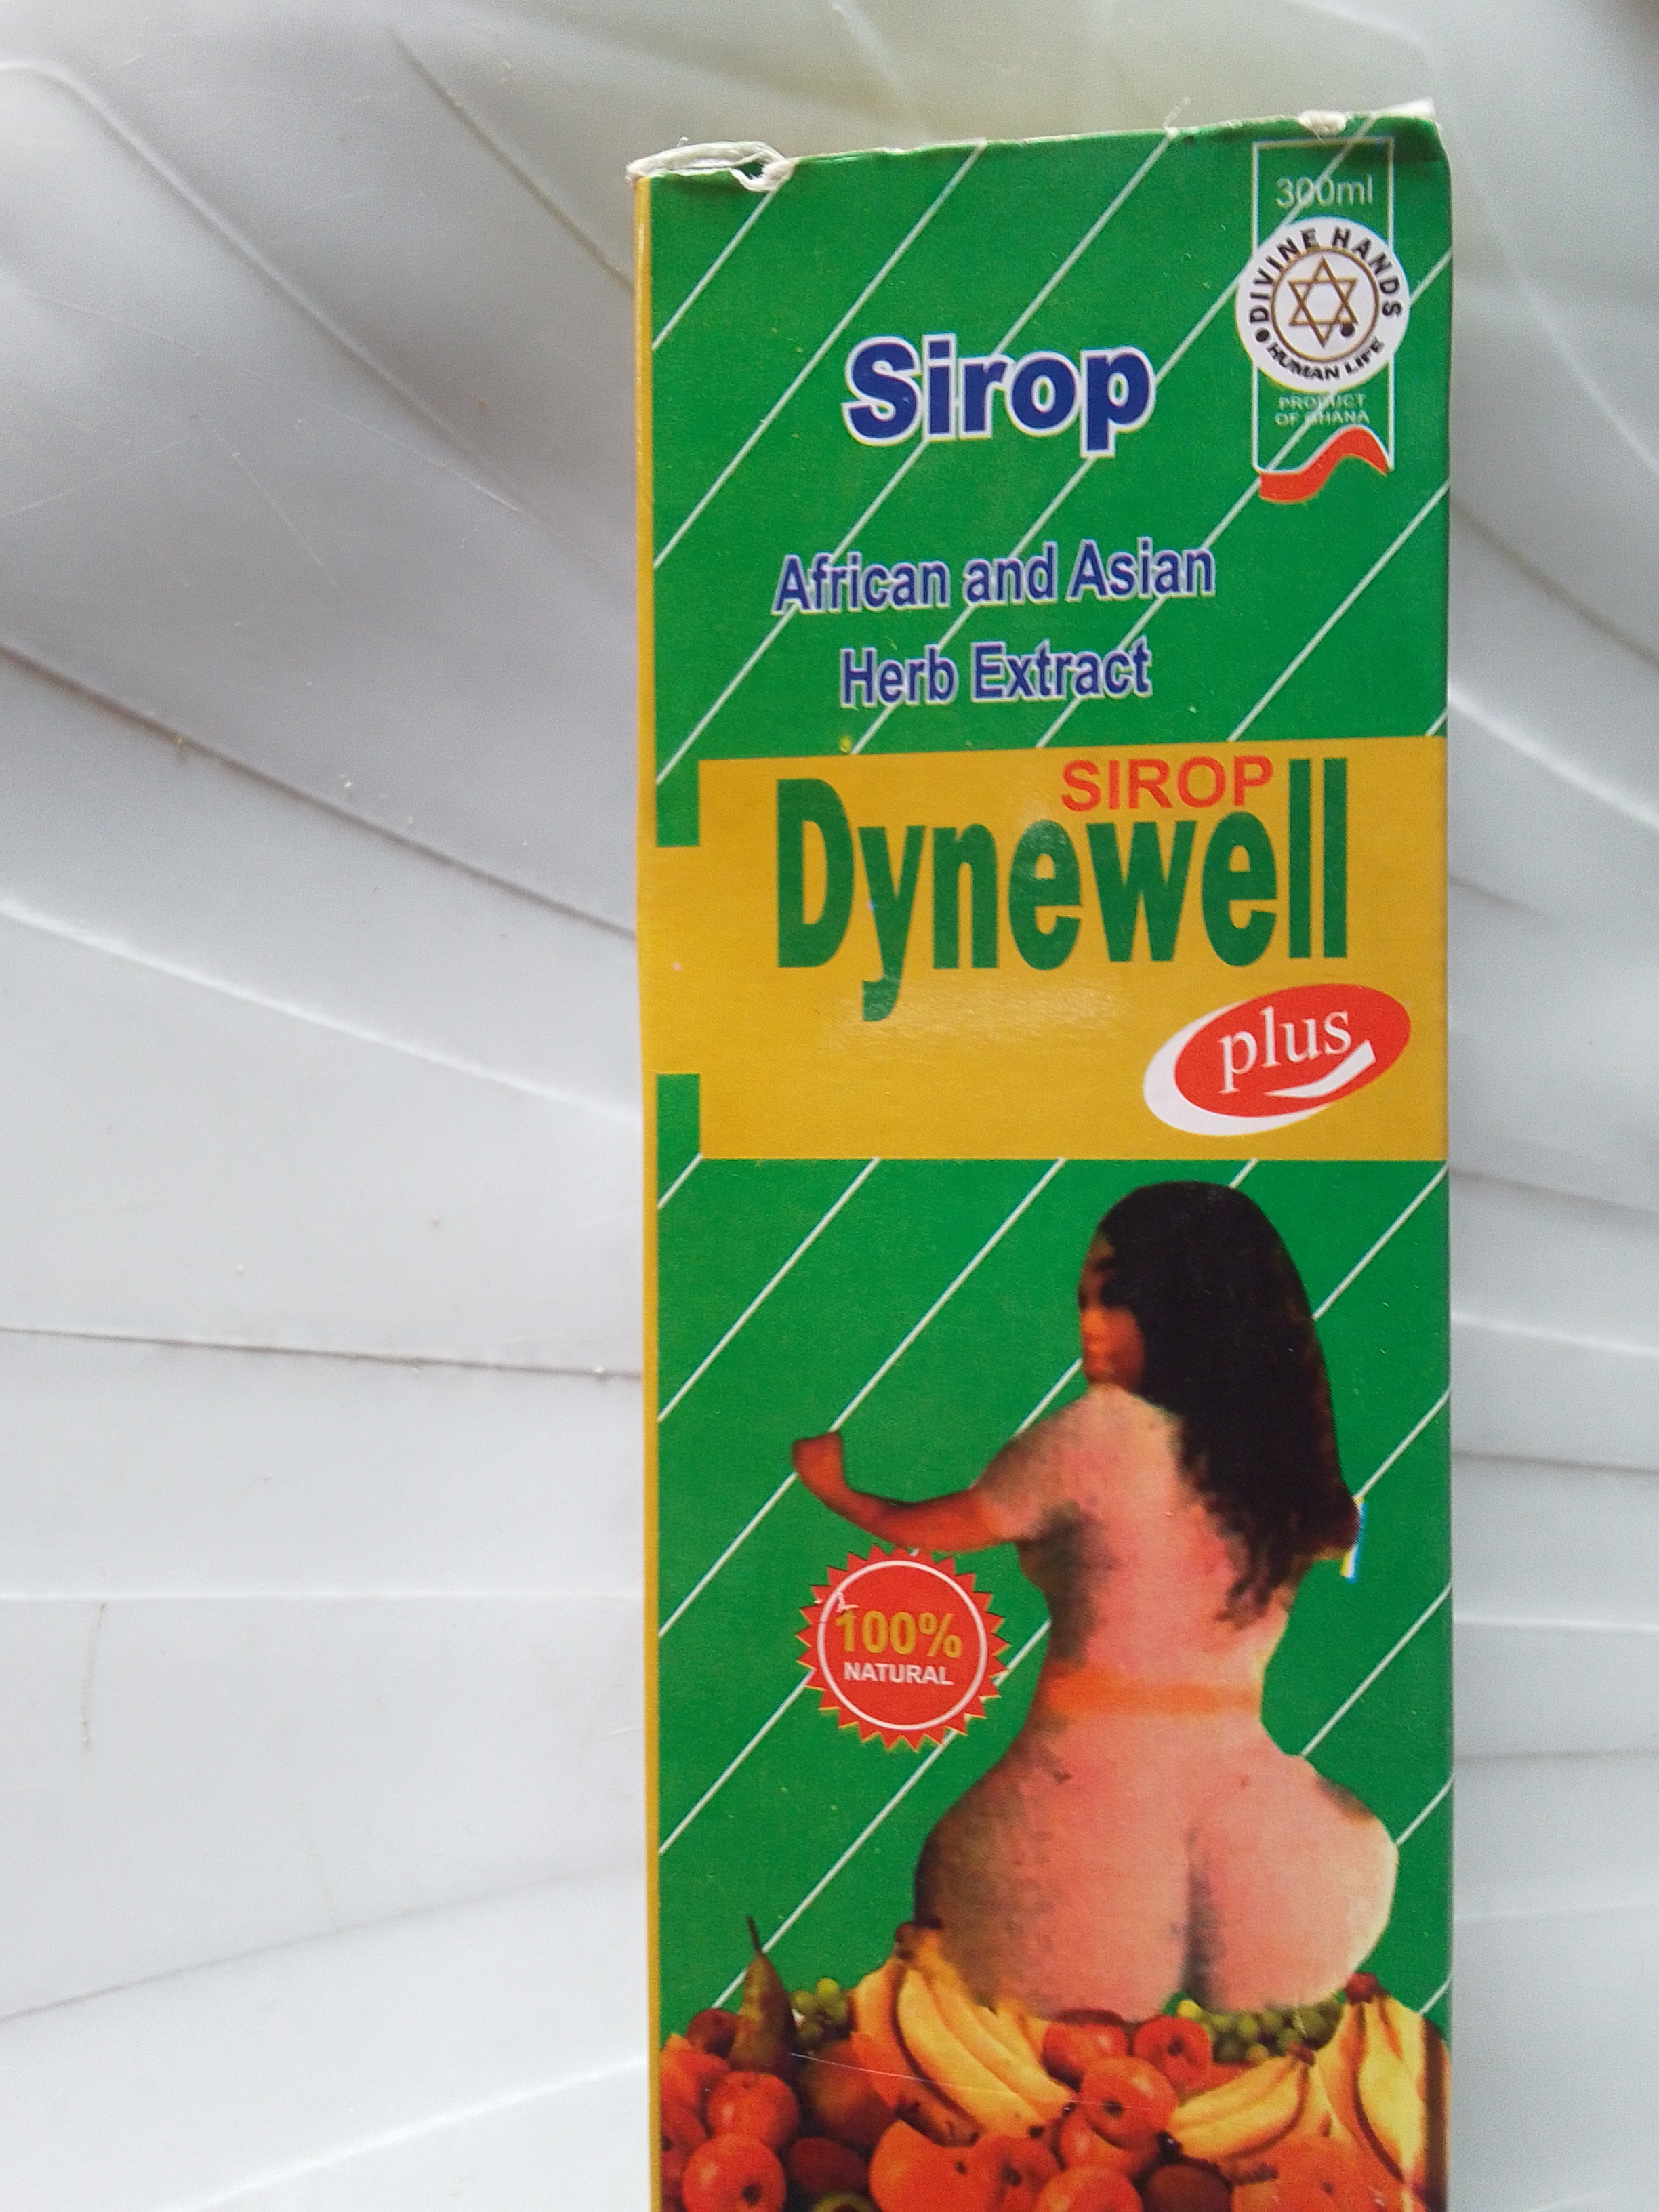 300ml
DIVINE HANDS
HUMAN LIFE
PRODUCT
OF GHANA
Sirop
African and Asian
Herb Extract
SIROP
Dynewell
plus
100%
NATURAL